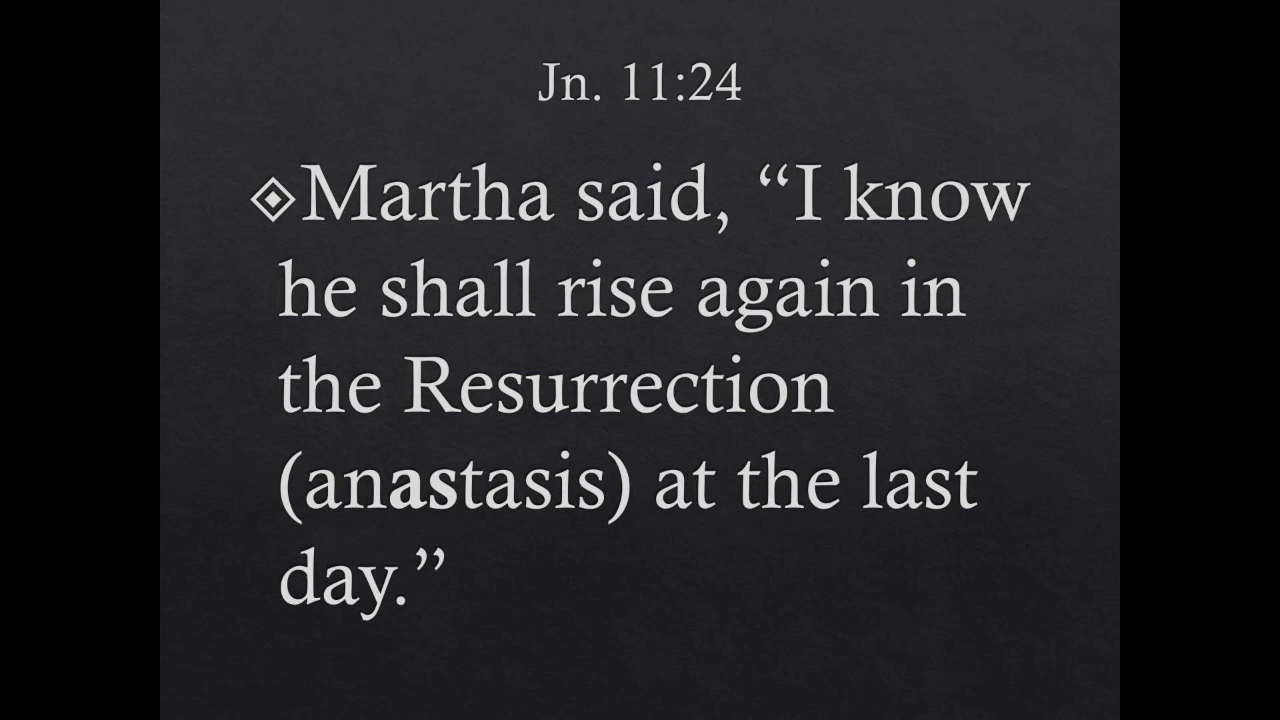 Jn. 11:24
Martha said, “I know
he shall rise again in
the Resurrection
(anastasis) at the last
day.”